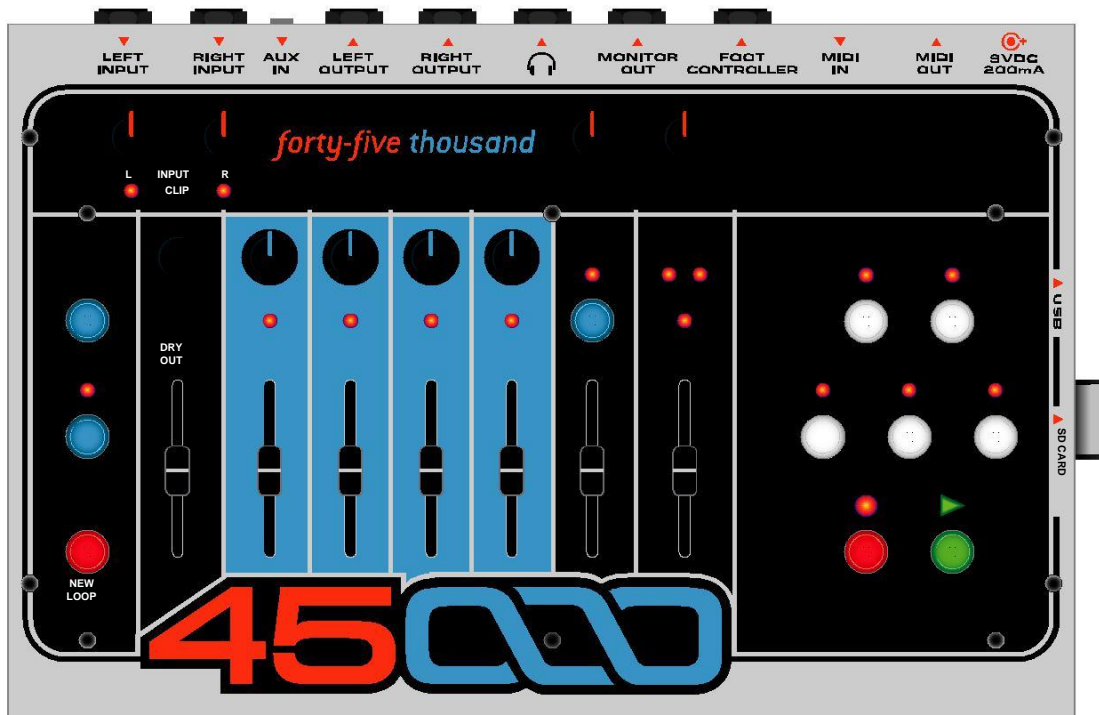 LEFT INPUT
RIGHT INPUT
AUX IN
LEFT OUTPUT
RIGHT OUTPUT
MONITOR OUT
FOOT CONTROLLER
MIDI IN
MIDI OUT
9VDC 200mA
forty-five thousand
L INPUT R
CLIP
DRY
OUT
USB
SD CARD
NEW
LOOP
45000